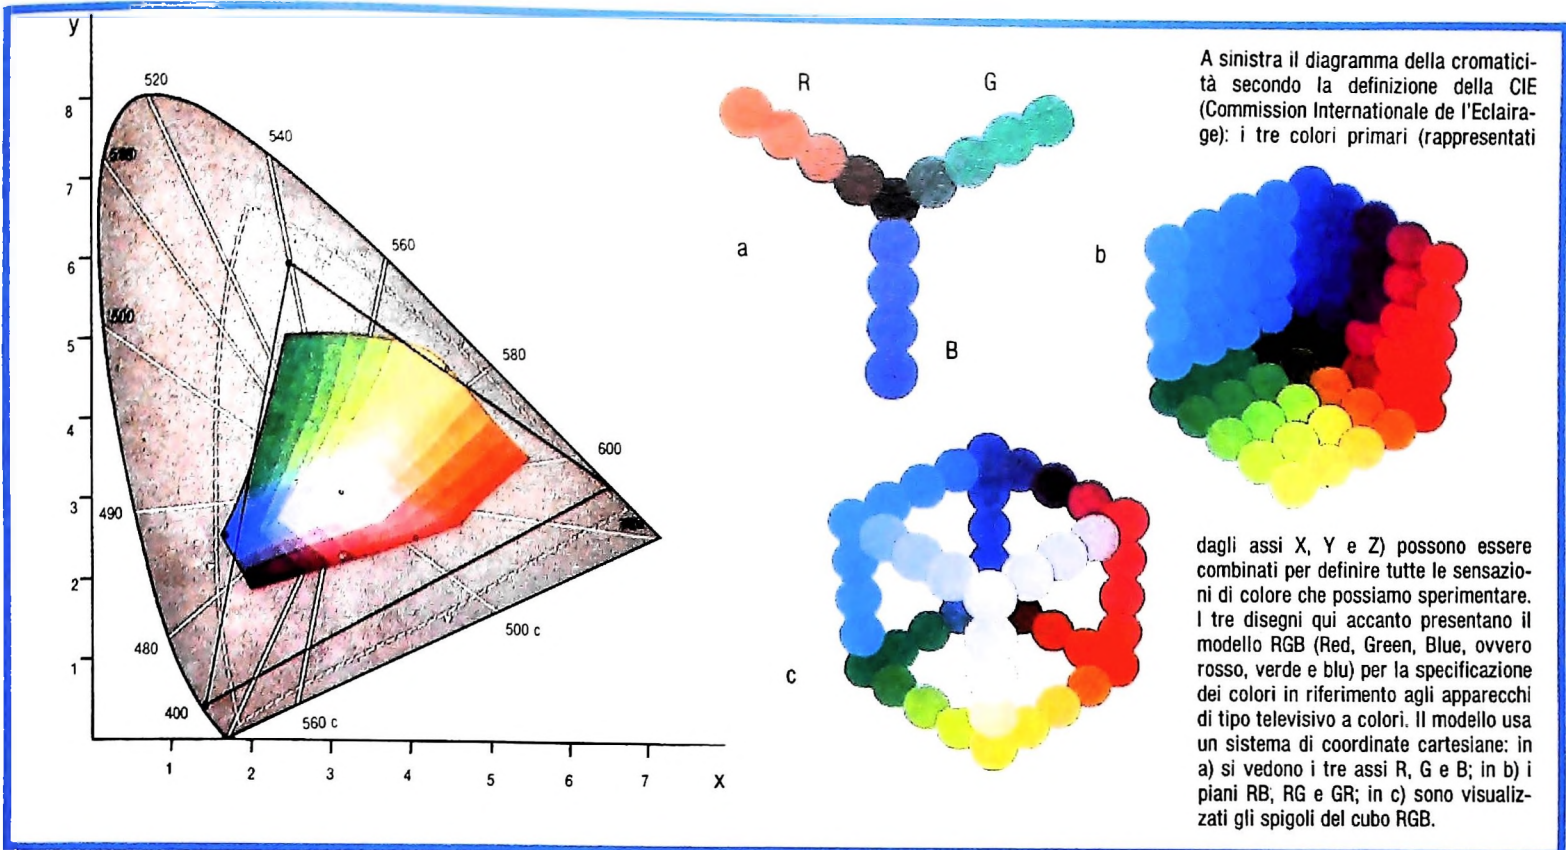 y
8
7
6
5
4
3
2
1
1
2
3
4
5
6
7
X
520
540
560
580
600
500
490
480
400
500 c
560 c
R
G
B
a
b
c
A sinistra il diagramma della cromatici-
tà secondo la definizione della CIE
(Commission Internationale de l'Eclaira-
ge): i tre colori primari (rappresentati
dagli assi X, Y e Z) possono essere
combinati per definire tutte le sensazio-
ni di colore che possiamo sperimentare.
I tre disegni qui accanto presentano il
modello RGB (Red, Green, Blue, ovvero
rosso, verde e blu) per la specificazione
dei colori in riferimento agli apparecchi
di tipo televisivo a colori. Il modello usa
un sistema di coordinate cartesiane: in
a) si vedono i tre assi R, G e B; in b) i
piani RB, RG e GR; in c) sono visualiz-
zati gli spigoli del cubo RGB.